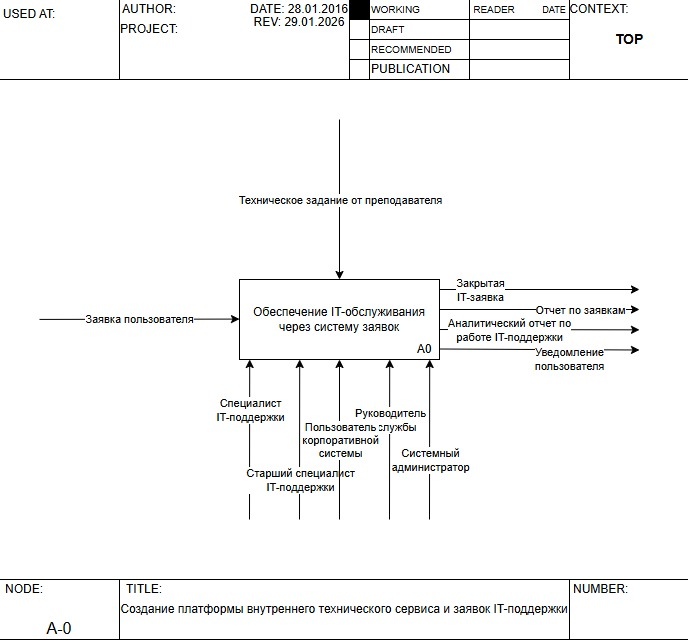 USED AT:
AUTHOR:
PROJECT:
DATE: 28.01.2016
REV: 29.01.2026
WORKING
DRAFT
RECOMMENDED
PUBLICATION
READER
DATE
CONTEXT:
TOP
Техническое задание от преподавателя
Заявка пользователя
Обеспечение IT-обслуживания
через систему заявок
A0
Закрытая
IT-заявка
Отчет по заявкам
Аналитический отчет по
работе IT-поддержки
Уведомление
пользователя
Специалист
IT-поддержки
Старший специалист
IT-поддержки
Пользователь
корпоративной
системы
Руководитель
службы
Системный
администратор
NODE:
A-0
TITLE:
Создание платформы внутреннего технического сервиса и заявок IT-поддержки
NUMBER: